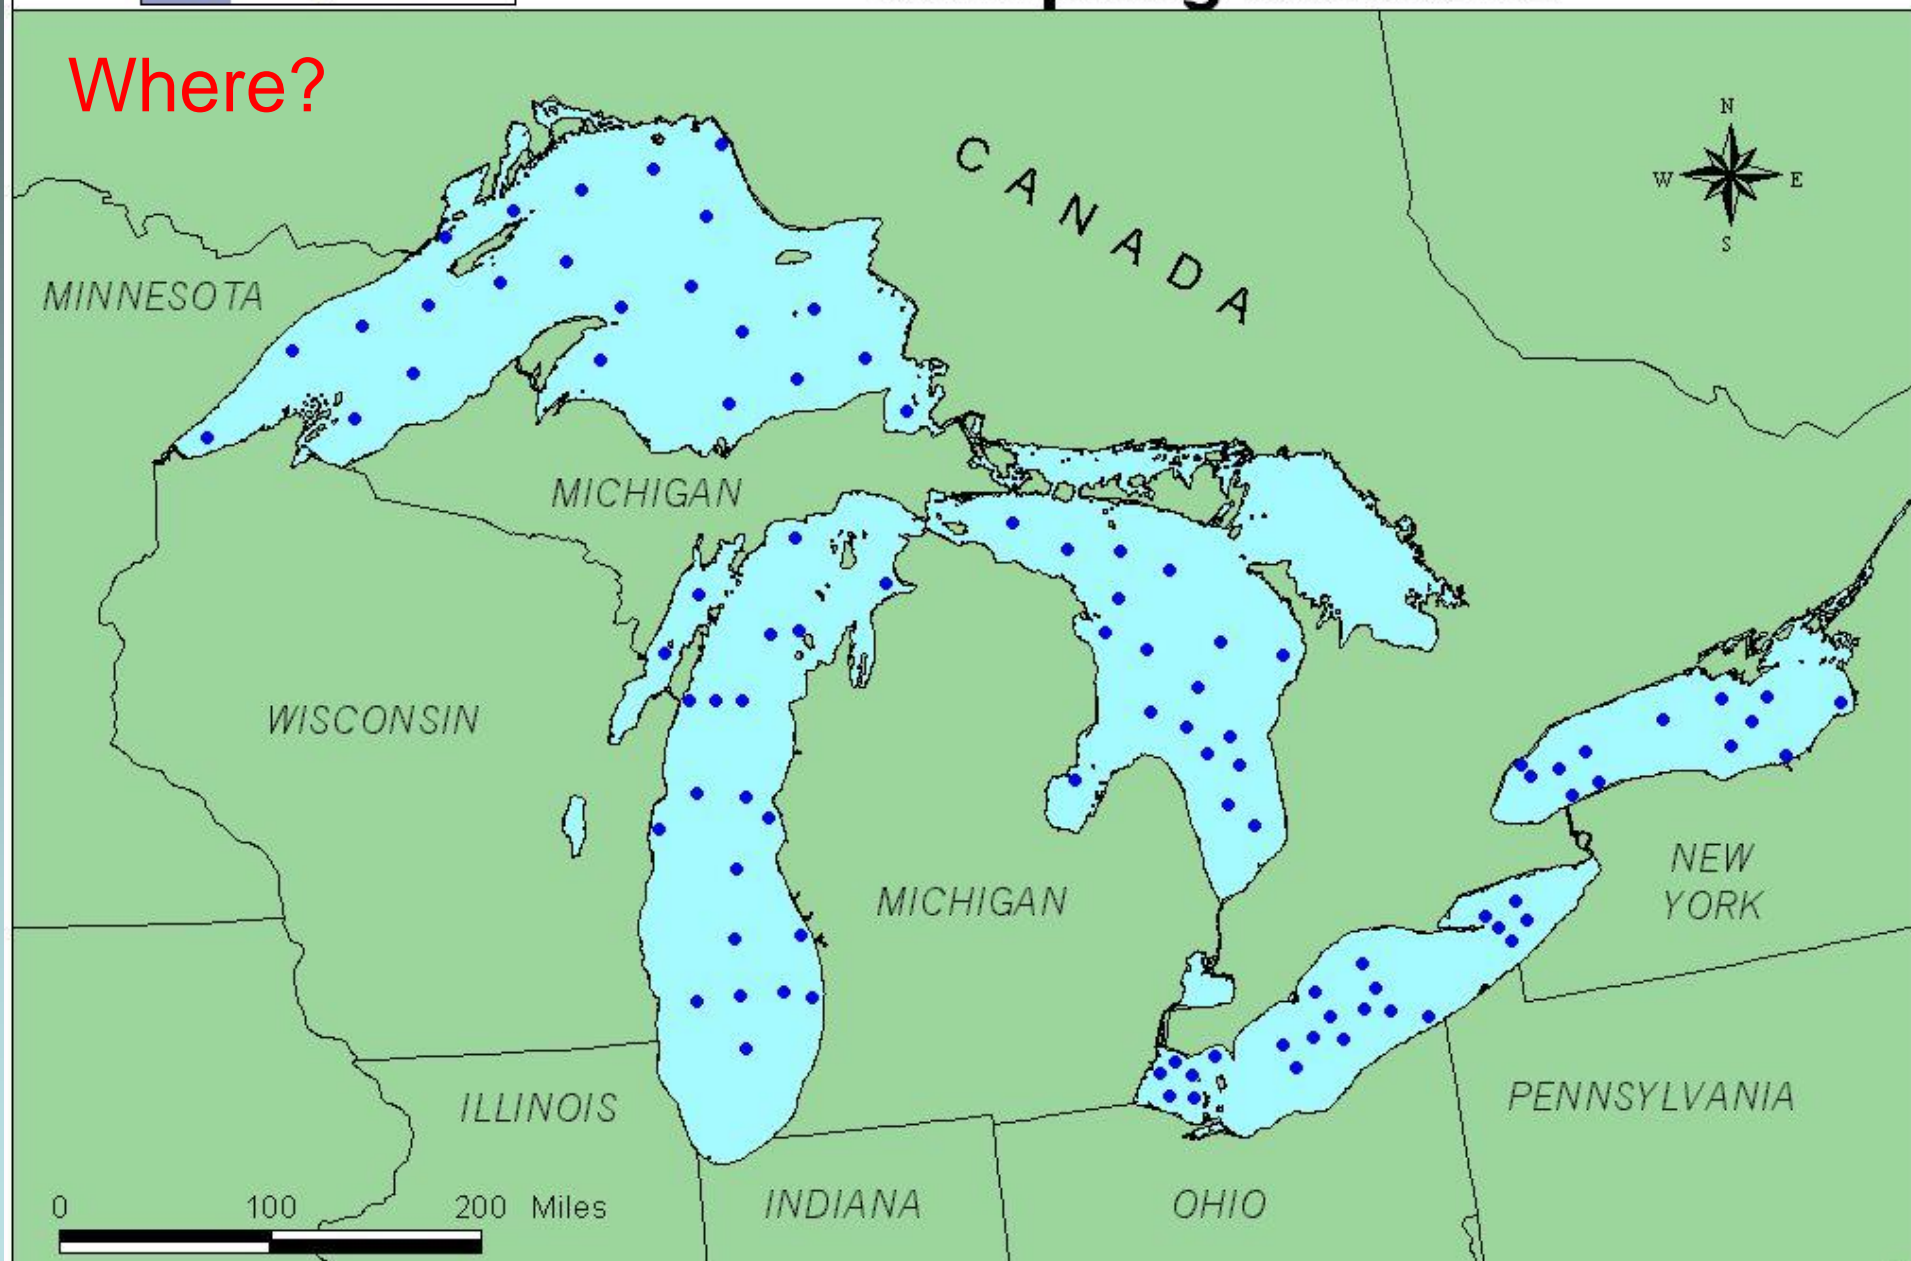 Where?
N
W E
S
CANADA
MINNESOTA
MICHIGAN
WISCONSIN
MICHIGAN
NEW
YORK
ILLINOIS
PENNSYLVANIA
INDIANA
OHIO
0 100 200 Miles